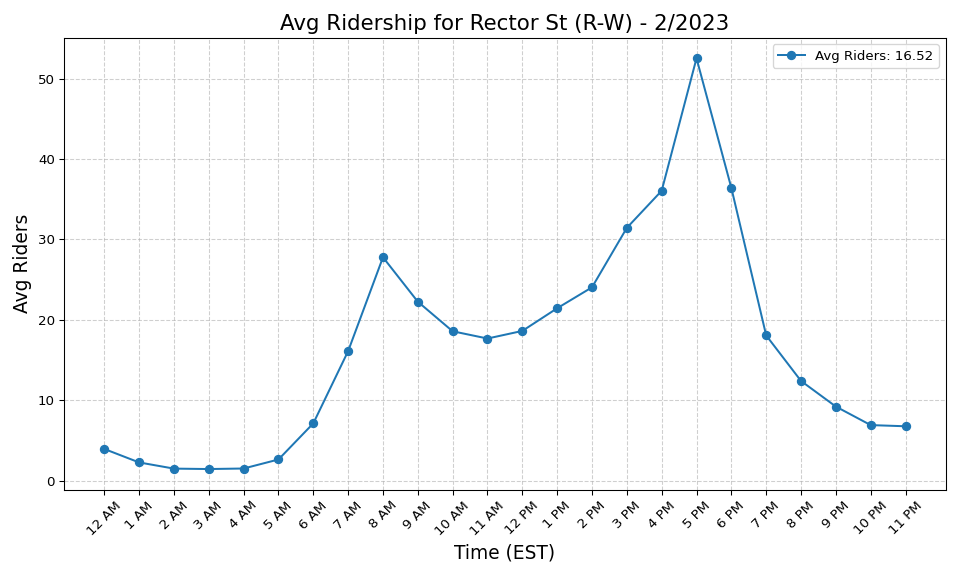 Avg Ridership for Rector St (R-W) - 2/2023
Avg Riders: 16.52
50
40
30
20
10
0
Avg Riders
12 AM 1 AM 2 AM 3 AM 4 AM 5 AM 6 AM 7 AM 8 AM 9 AM 10 AM 11 AM 12 PM 1 PM 2 PM 3 PM 4 PM 5 PM 6 PM 7 PM 8 PM 9 PM 10 PM 11 PM
Time (EST)